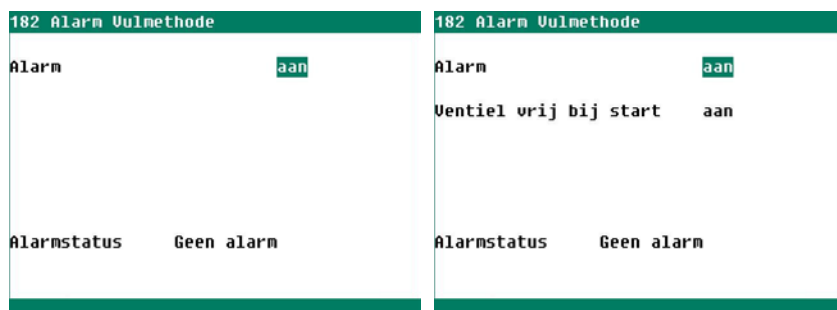 182 Alarm Vulmethode
Alarm aan
Alarmstatus Geen alarm
182 Alarm Vulmethode
Alarm aan
Ventiel vrij bij start aan
Alarmstatus Geen alarm